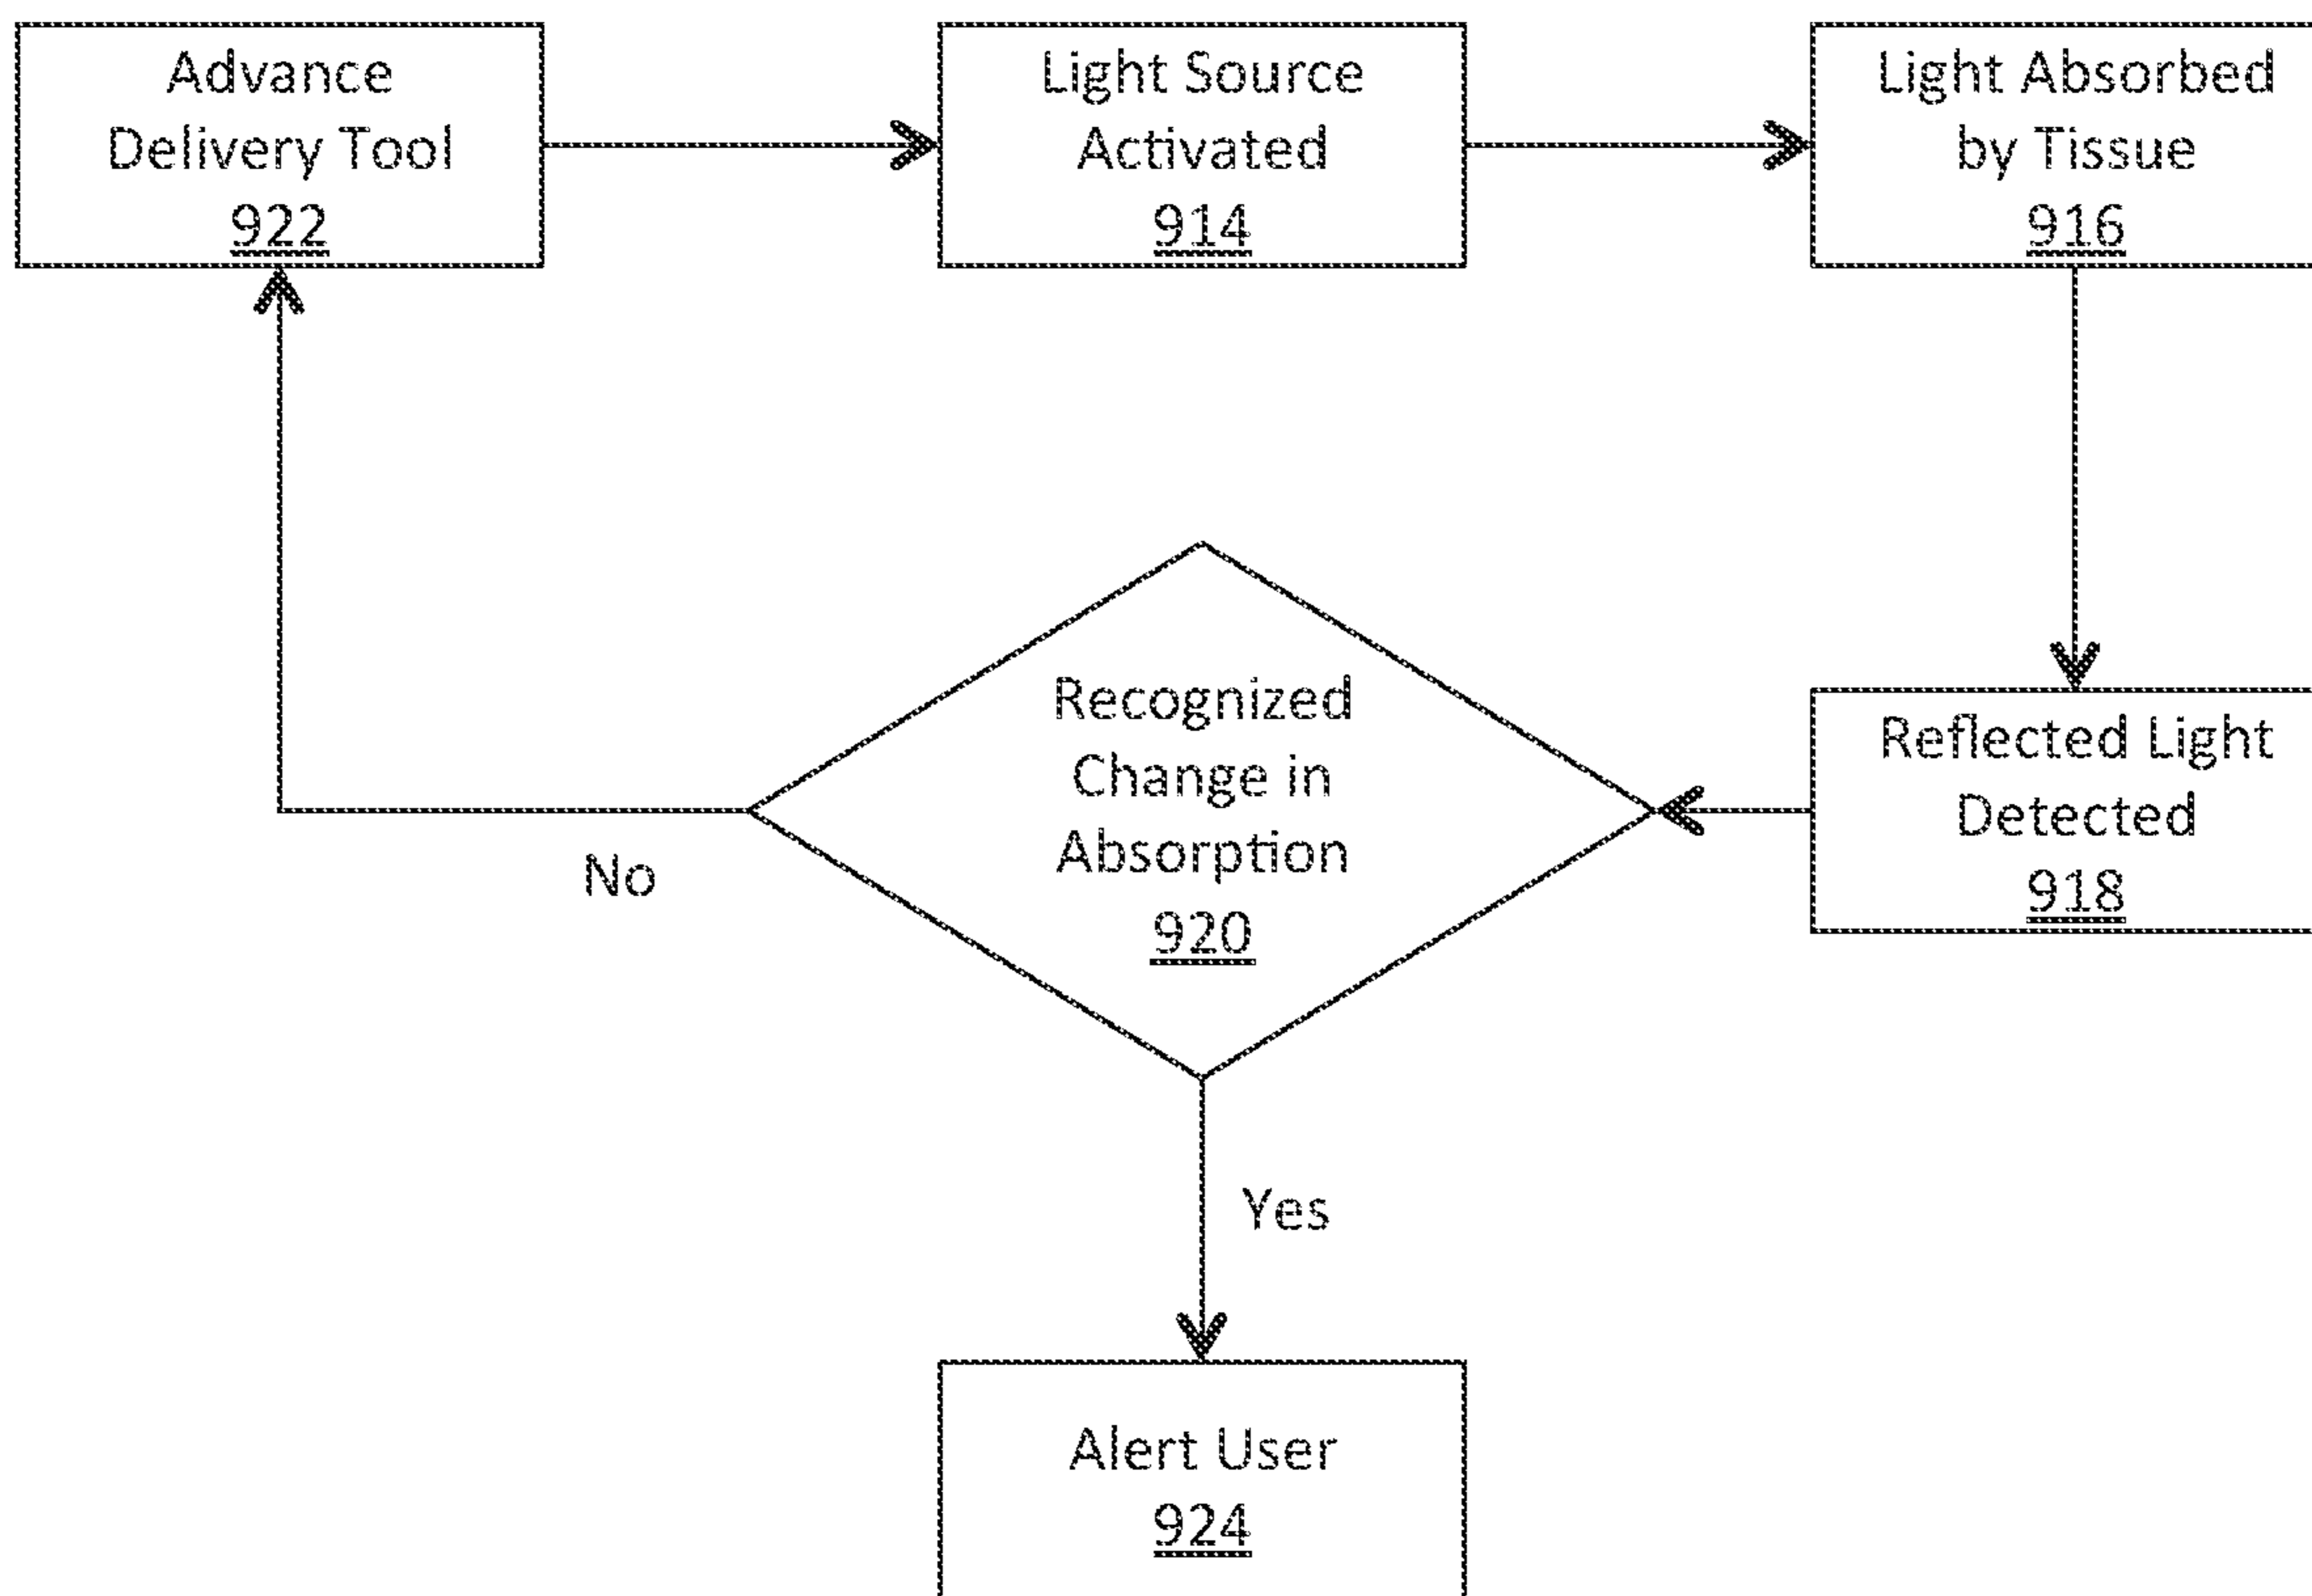 Advance
Delivery Tool
922
Light Source
Activated
914
Light Absorbed
by Tissue
916
Recognized
Change in
Absorption
920
Reflected Light
Detected
918
No
Yes
Alert User
924